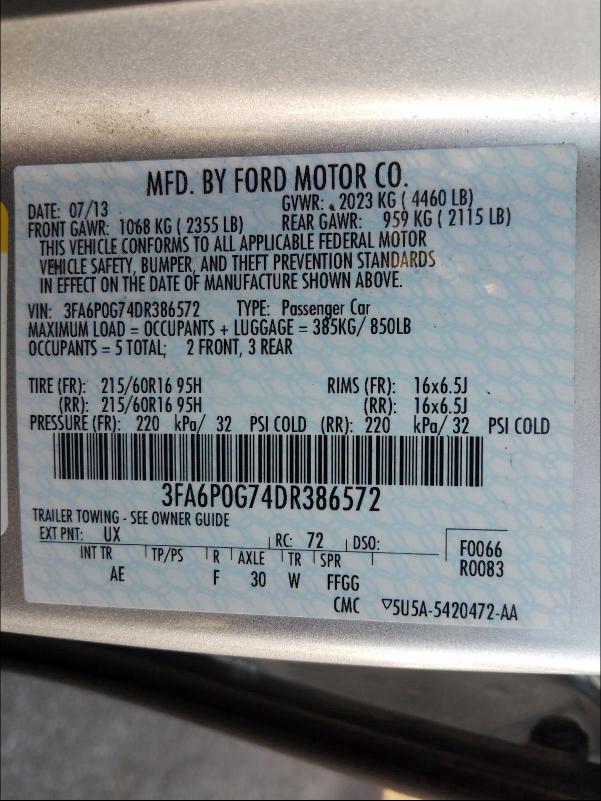 MFD. BY FORD MOTOR CO.
DATE: 07/13 GVWR: 2023 KG ( 4460 LB)
FRONT GAWR: 1068 KG ( 2355 LB) REAR GAWR: 959 KG ( 2115 LB)
THIS VEHICLE CONFORMS TO ALL APPLICABLE FEDERAL MOTOR
VEHICLE SAFETY, BUMPER, AND THEFT PREVENTION STANDARDS
IN EFFECT ON THE DATE OF MANUFACTURE SHOWN ABOVE.
VIN: 3FA6P0G74DR386572 TYPE: Passenger Car
MAXIMUM LOAD = OCCUPANTS + LUGGAGE = 385KG/ 850LB
OCCUPANTS = 5 TOTAL; 2 FRONT, 3 REAR
TIRE (FR): 215/60R16 95H RIMS (FR): 16x6.5J
(RR): 215/60R16 95H (RR): 16x6.5J
PRESSURE (FR): 220 kPa/ 32 PSI COLD (RR): 220 kPa/ 32 PSI COLD
3FA6P0G74DR386572
TRAILER TOWING - SEE OWNER GUIDE
EXT PNT: UX RC: 72 DSO: F0066
INT TR TP/PS R AXLE TR SPR R0083
AE F 30 W FFGG
CMC ▽5U5A-5420472-AA